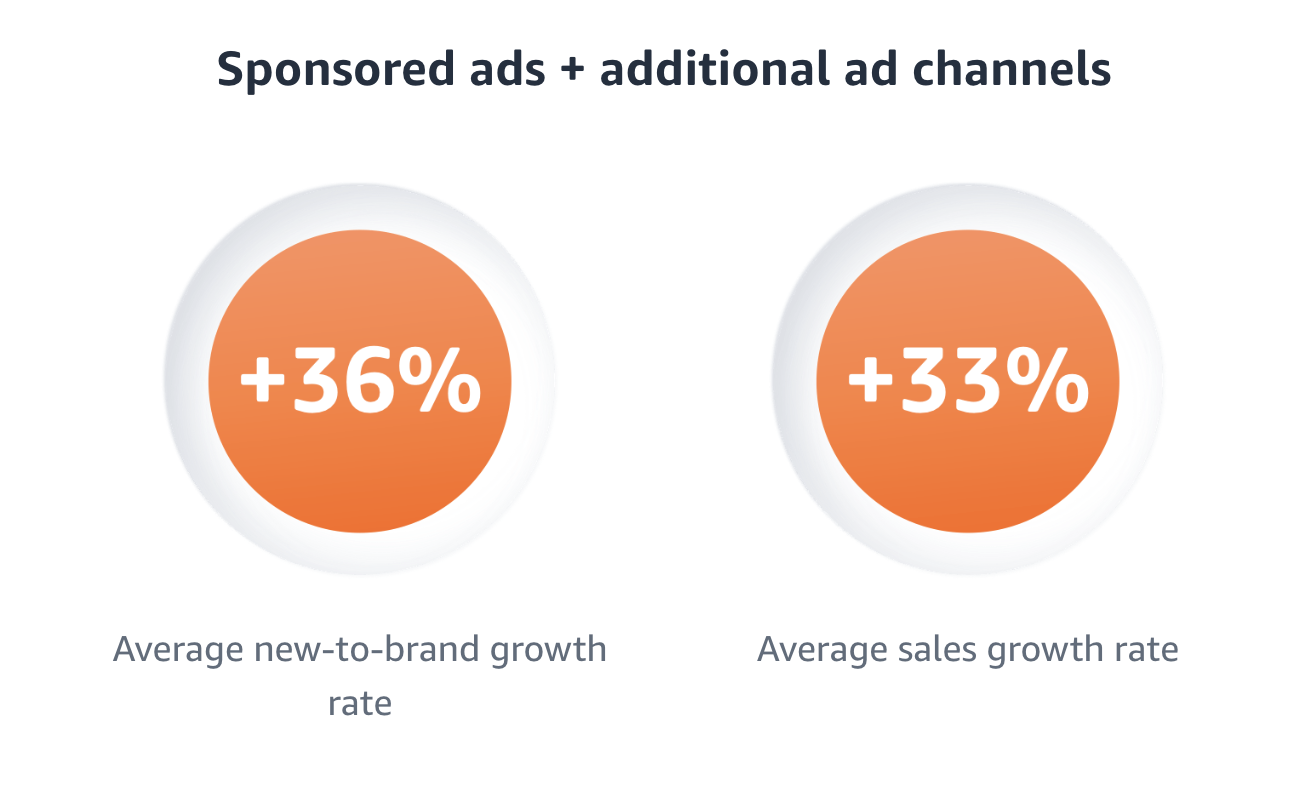 Sponsored ads + additional ad channels
+36%
+33%
Average new-to-brand growth
rate
Average sales growth rate